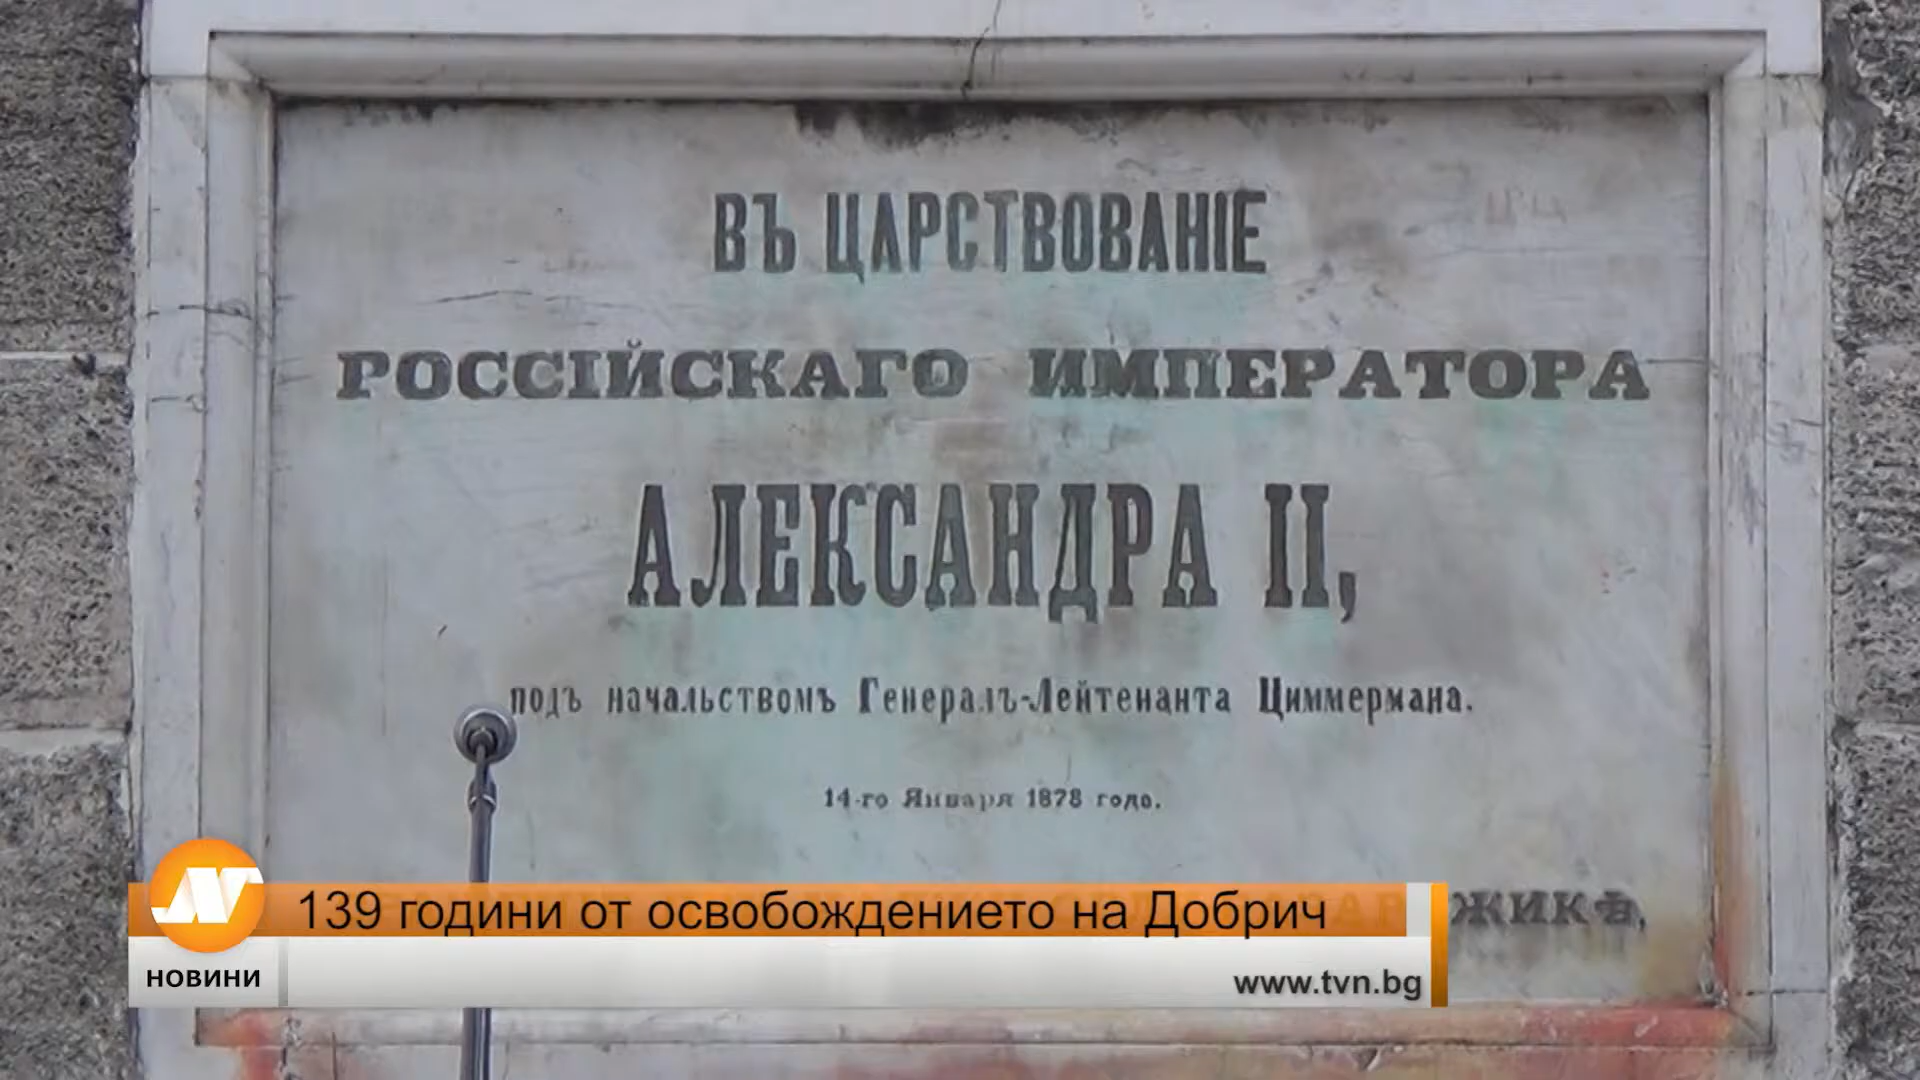 ВЪ ЦАРСТВОВАНІЕ
РОССІЙСКАГО ИМПЕРАТОРА
АЛЕКСАНДРА II,
подъ начальствомъ Генералъ-Лейтенанта Циммермана.
14-го Января 1878 года.
139 години от освобождението на Добрич
НОВИНИ
www.tvn.bg